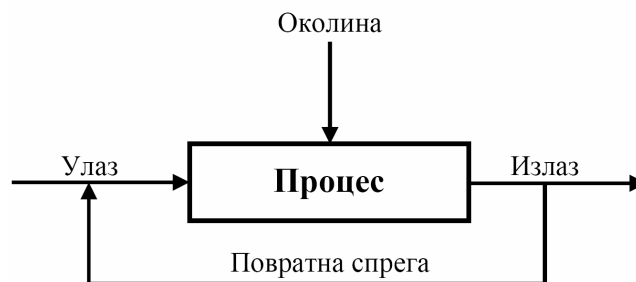 Околина
Улаз
Процес
Излаз
Повратна спрега